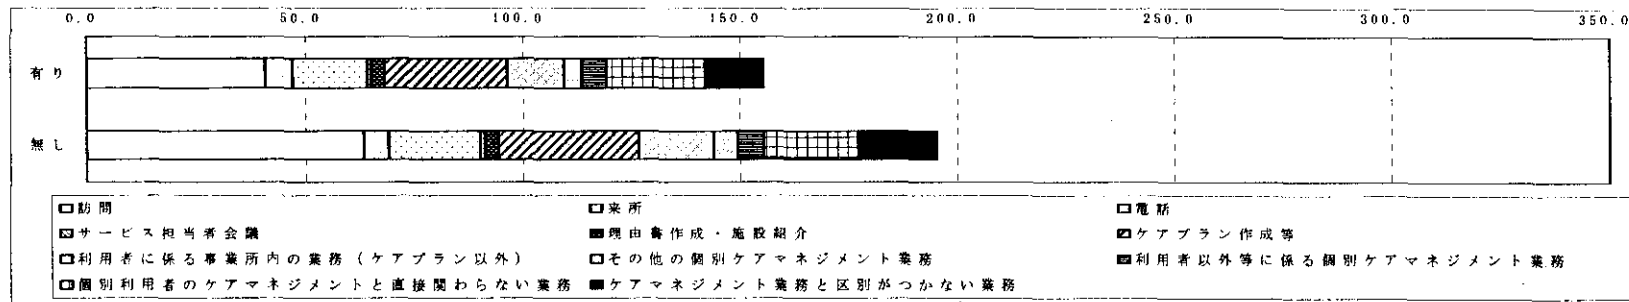 0.0 50.0 100.0 150.0 200.0 250.0 300.0 350.0
有り
無し
訪問 来所 電話
サービス担当者会議 理由書作成・施設紹介 ケアプラン作成等
利用者に係る事業所内の業務（ケアプラン以外） その他の個別ケアマネジメント業務 利用者以外等に係る個別ケアマネジメント業務
個別利用者のケアマネジメントと直接関わらない業務 ケアマネジメント業務と区別がつかない業務